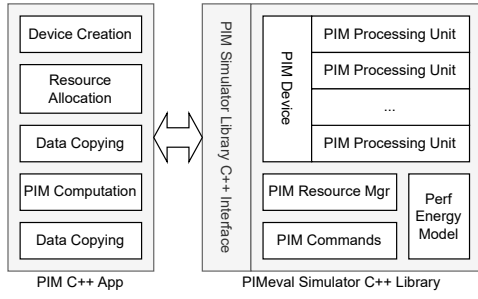 Device Creation
Resource
Allocation
Data Copying
PIM Computation
Data Copying
PIM C++ App
PIM Simulator Library C++ Interface
PIM Device
PIM Processing Unit
PIM Processing Unit
...
PIM Processing Unit
PIM Resource Mgr
PIM Commands
Perf
Energy
Model
PIMeval Simulator C++ Library